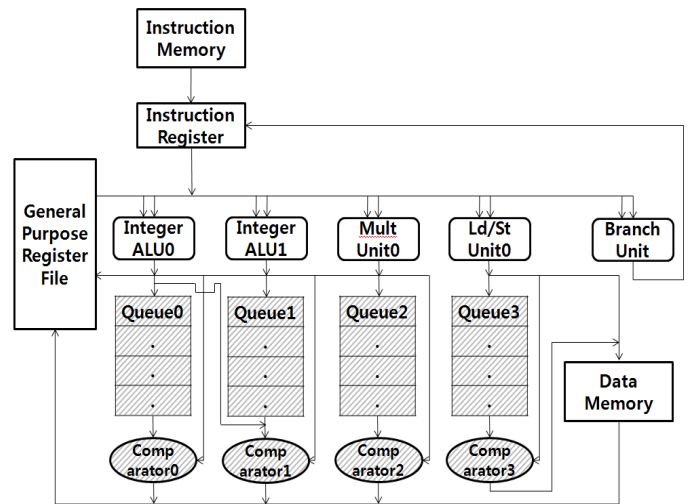 Instruction
Memory
Instruction
Register
General
Purpose
Register
File
Integer
ALU0
Integer
ALU1
Mult
Unit0
Ld/St
Unit0
Branch
Unit
Queue0
Queue1
Queue2
Queue3
Data
Memory
Comp
arator0
Comp
arator1
Comp
arator2
Comp
arator3